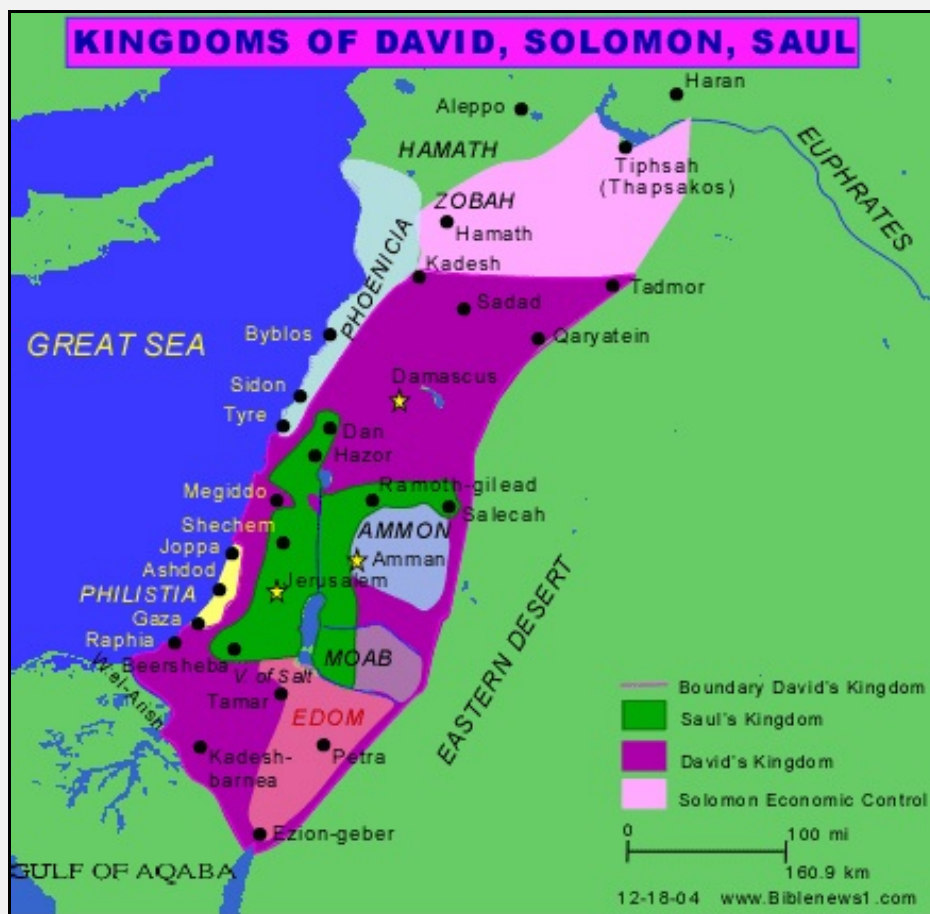 KINGDOMS OF DAVID, SOLOMON, SAUL
Haran
Aleppo
EUPHRATES
HAMATH
Tiphsah
(Thapsakos)
ZOBAH
Hamath
PHOENICIA
Kadesh
Tadmor
Sadad
Byblos
Qaryatein
GREAT SEA
Damascus
Sidon
Tyre
Dan
Hazor
Megiddo
Ramoth-gilead
Salecah
Shechem
AMMON
Joppa
Amman
Ashdod
Jerusalem
PHILISTIA
Gaza
Raphia
EASTERN DESERT
Beersheba
MOAB
W.el-Arish
V. of Salt
Tamar
EDOM
Kadesh-
barnea
Petra
Ezion-geber
GULF OF AQABA
Boundary David's Kingdom
Saul's Kingdom
David's Kingdom
Solomon Economic Control
0 100 mi
160.9 km
12-18-04 www.Biblenews1.com